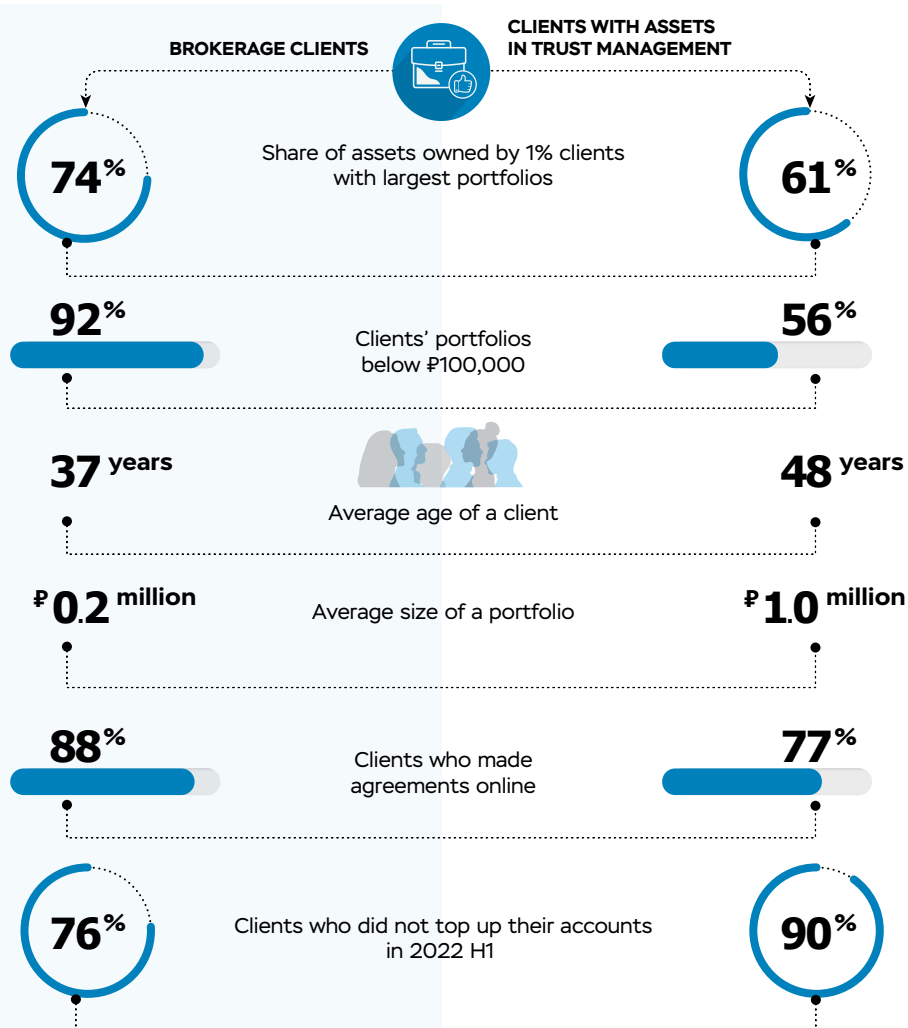 BROKERAGE CLIENTS
CLIENTS WITH ASSETS
IN TRUST MANAGEMENT
74%
Share of assets owned by 1% clients
with largest portfolios
61%
92%
Clients’ portfolios
below ₽100,000
56%
37 years
Average age of a client
48 years
₽ 0.2 million
Average size of a portfolio
₽ 1.0 million
88%
Clients who made
agreements online
77%
76%
Clients who did not top up their accounts
in 2022 H1
90%